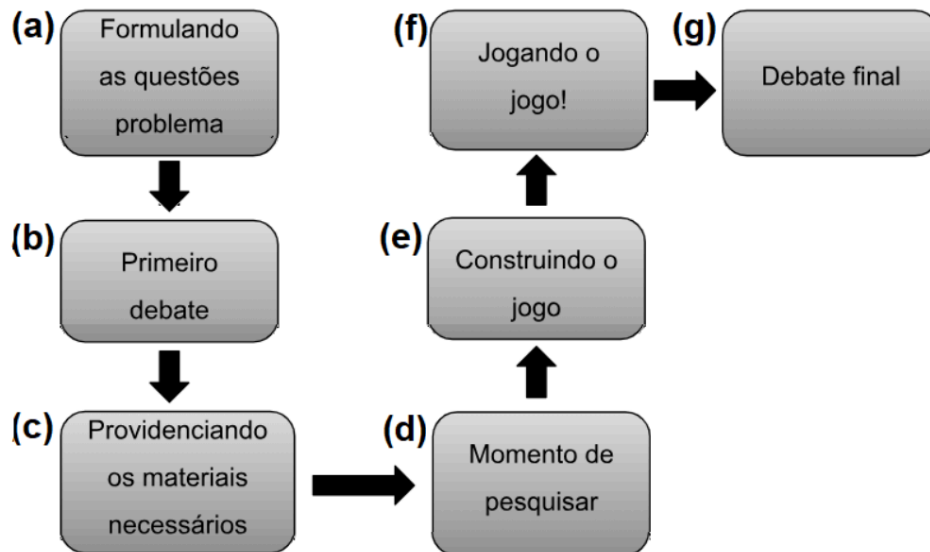 (a)
Formulando
as questões
problema
(b)
Primeiro
debate
(c)
Providenciando
os materiais
necessários
(d)
Momento de
pesquisar
(e)
Construindo o
jogo
(f)
Jogando o
jogo!
(g)
Debate final